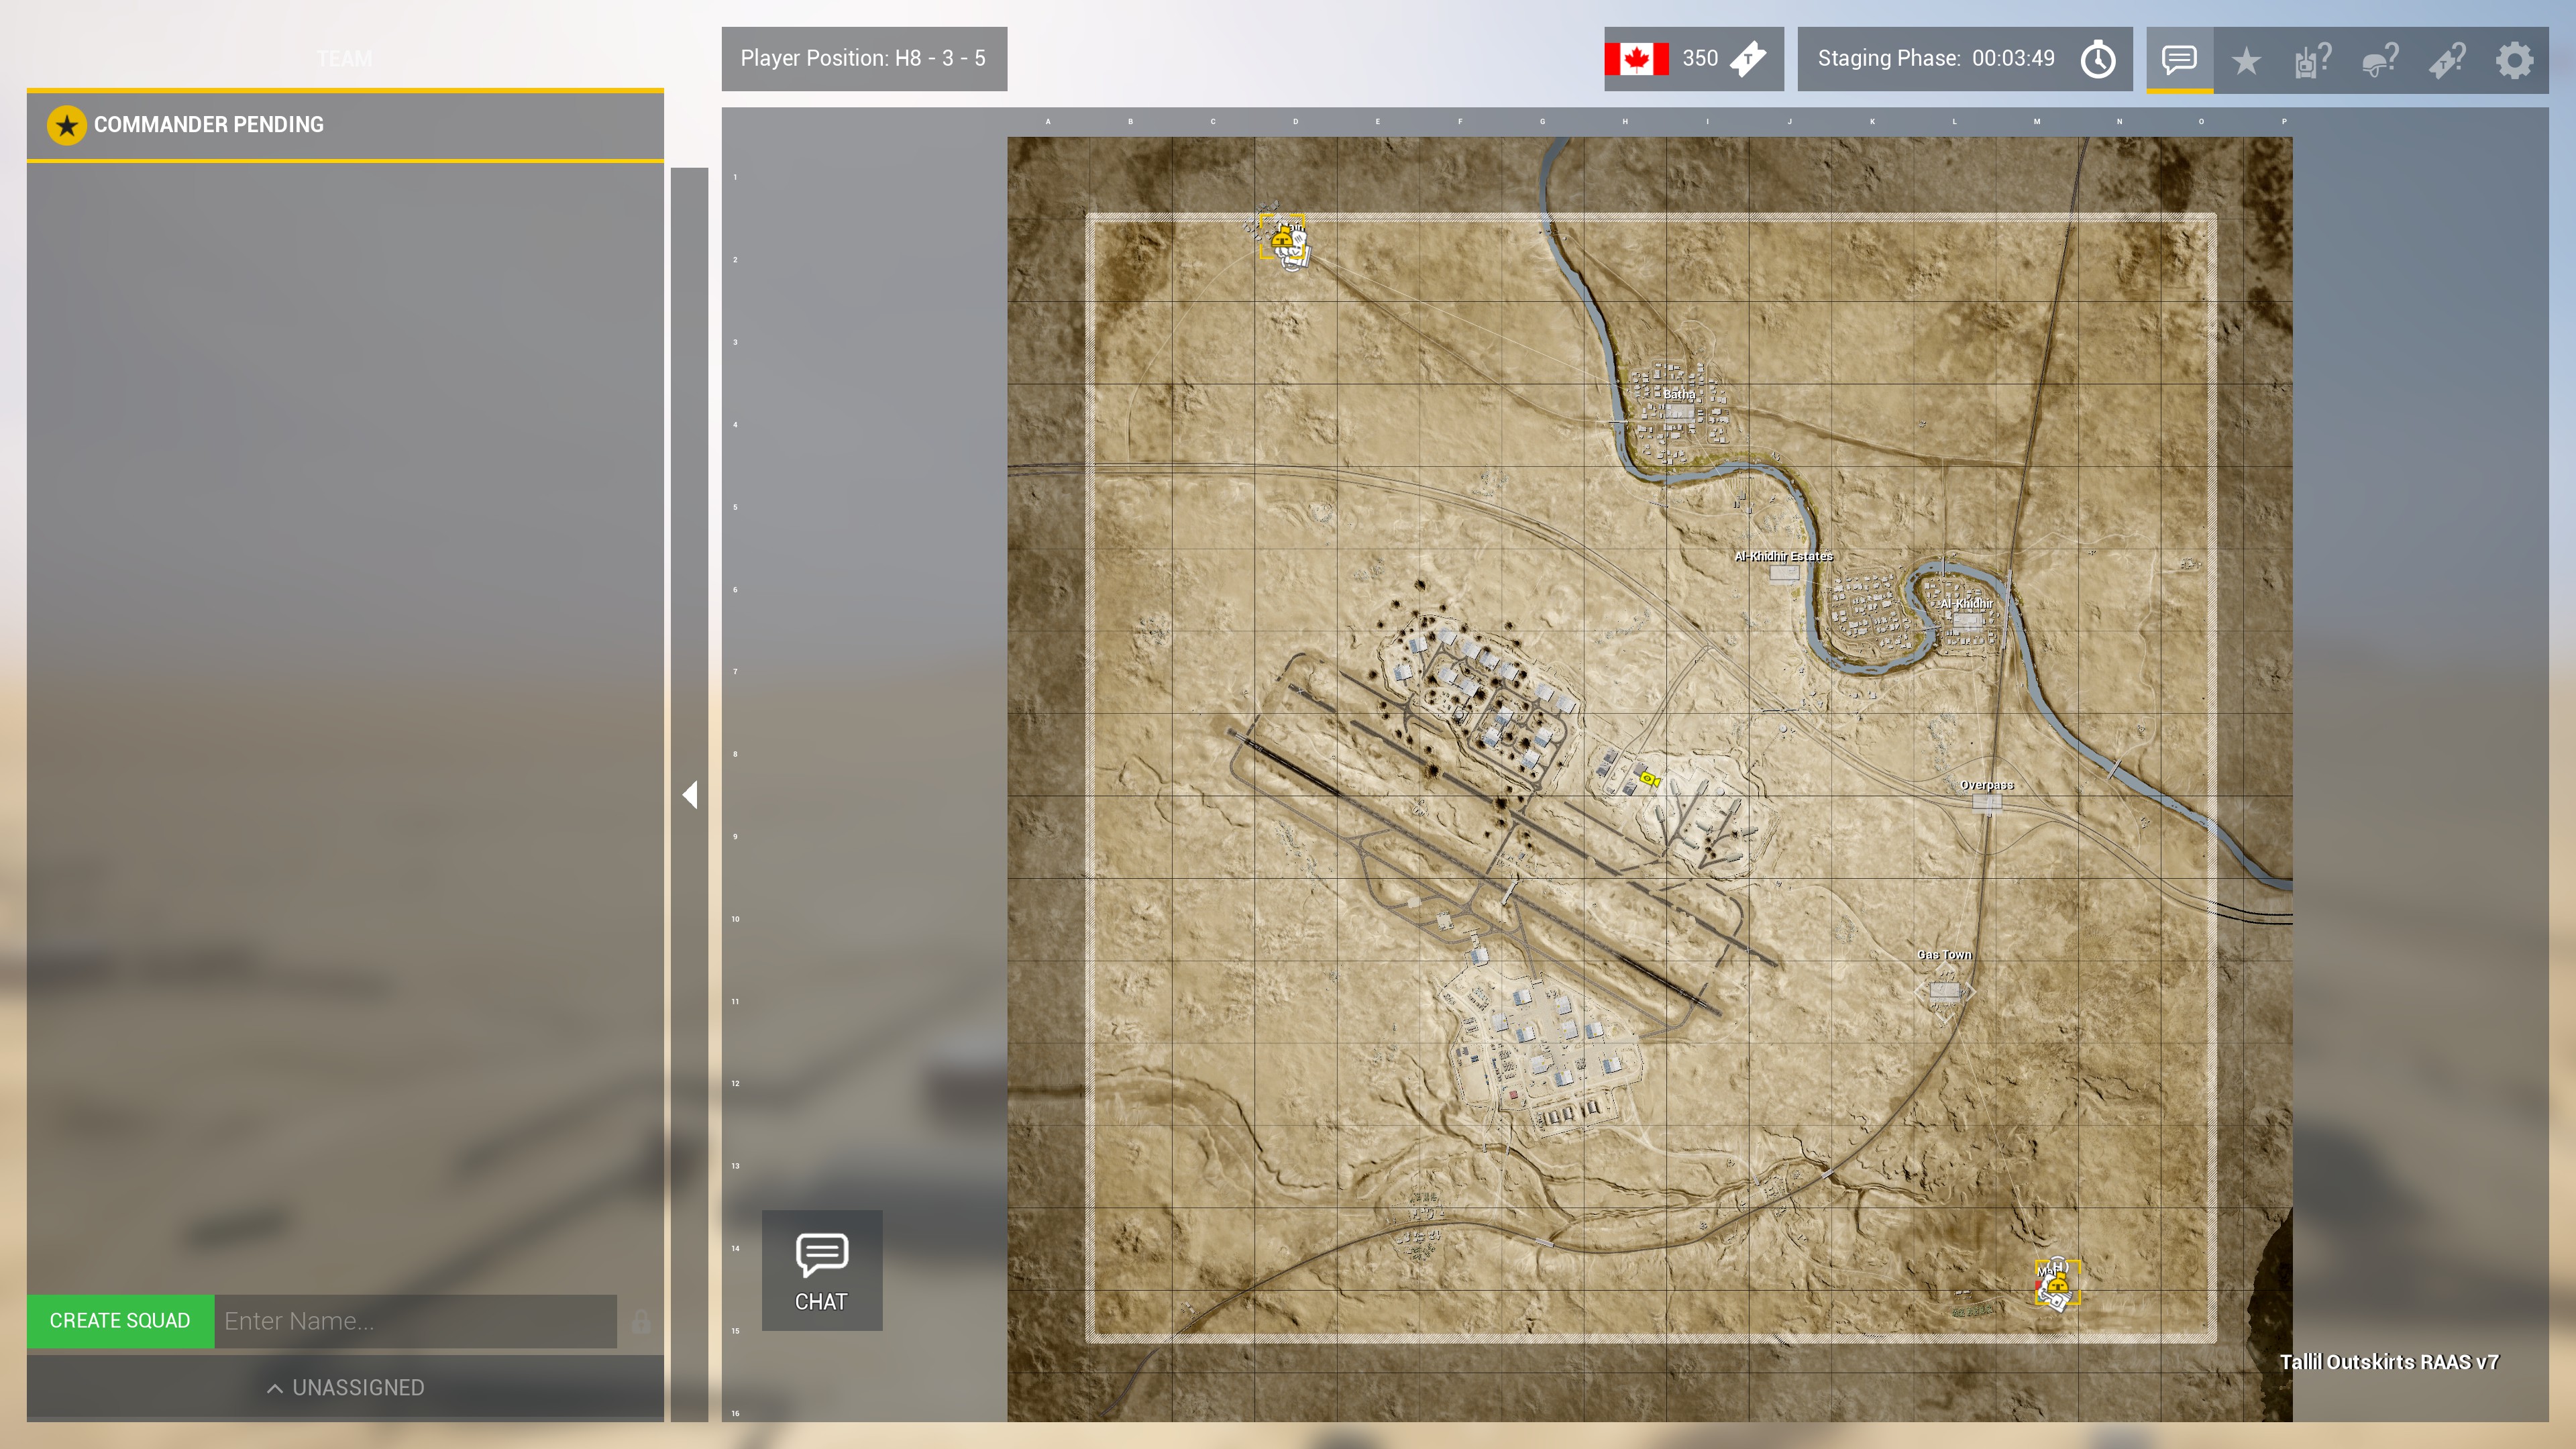 TEAM
COMMANDER PENDING
Player Position: H8 - 3 - 5
350
Staging Phase: 00:03:49
A B C D E F G H I J K L M N O P
1
2
3
4
5
6
7
8
9
10
11
12
13
14
15
16
Batha
Al-Khidhir Estates
Al-Khidhir
Overpass
Gas Town
H
CHAT
CREATE SQUAD
Enter Name...
UNASSIGNED
Tallil Outskirts RAAS v7